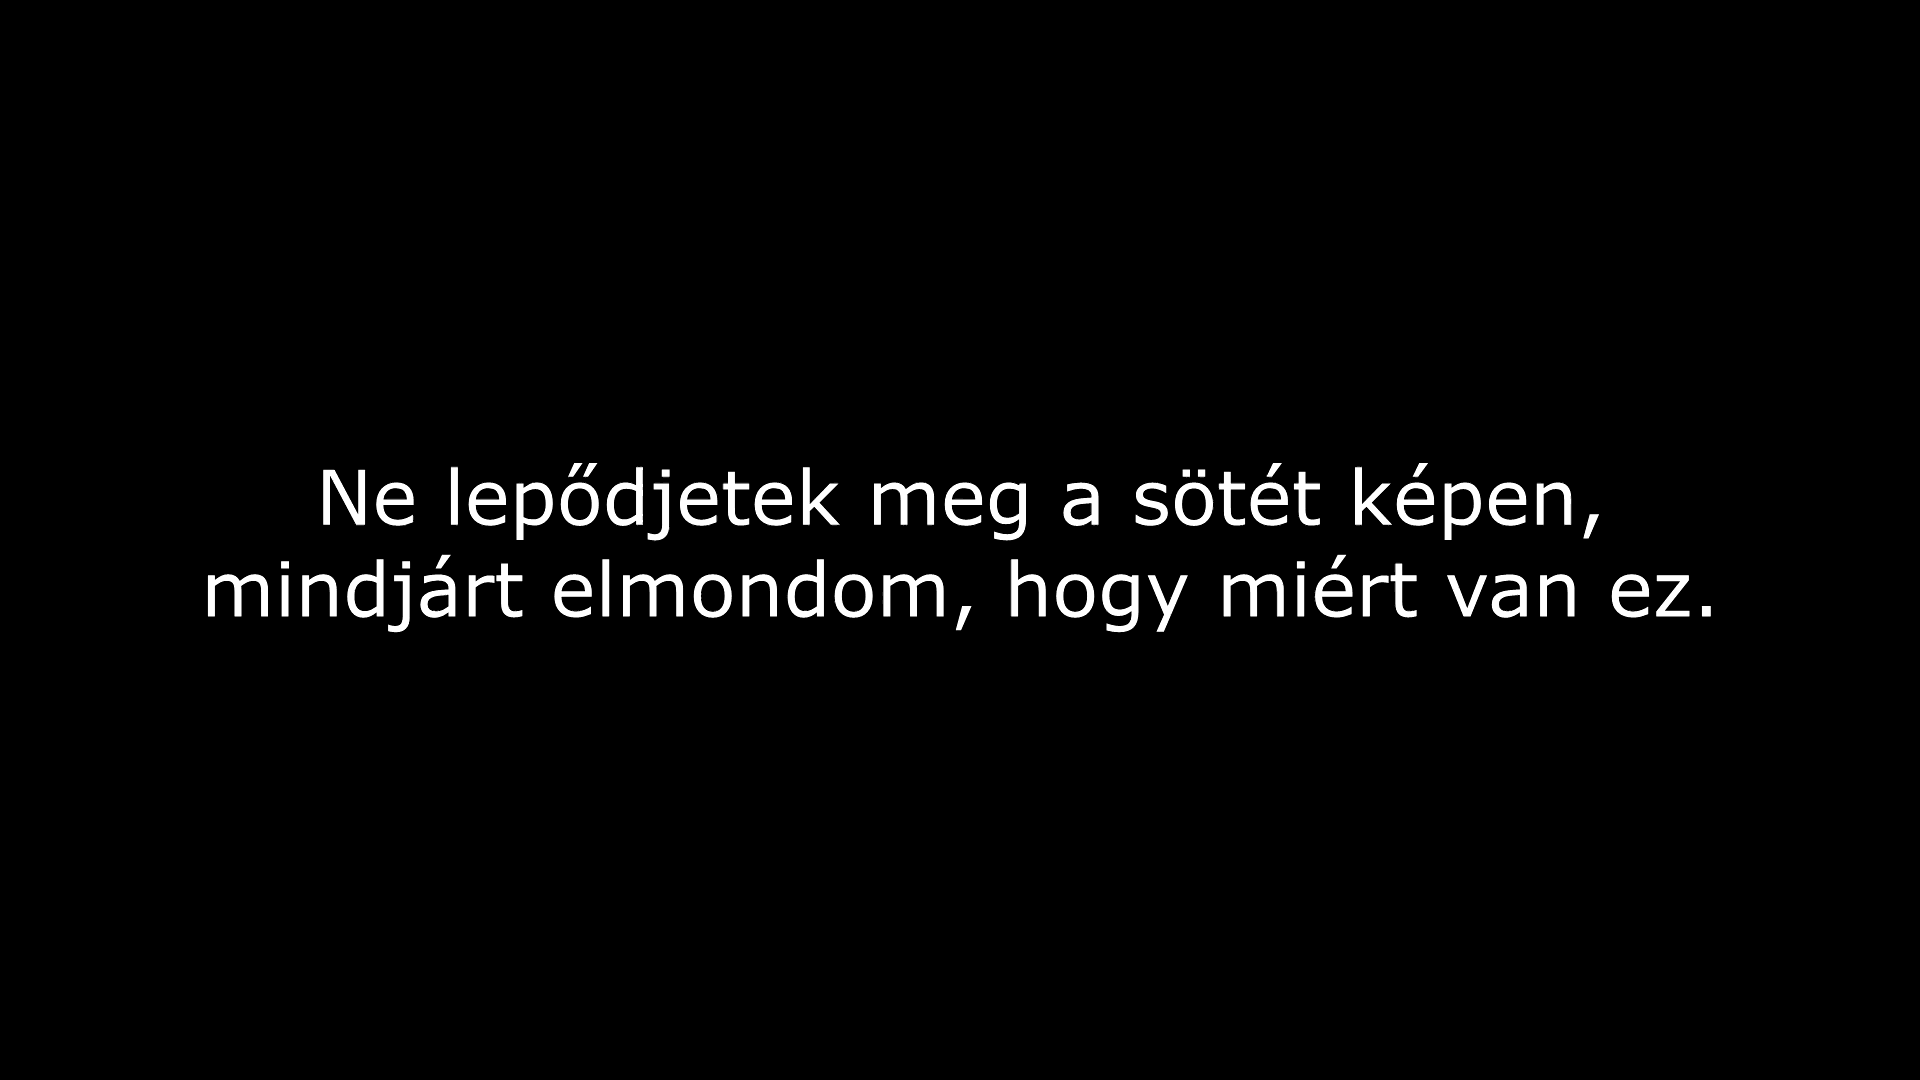 Ne lepődjetek meg a sötét képen,
mindjárt elmondom, hogy miért van ez.